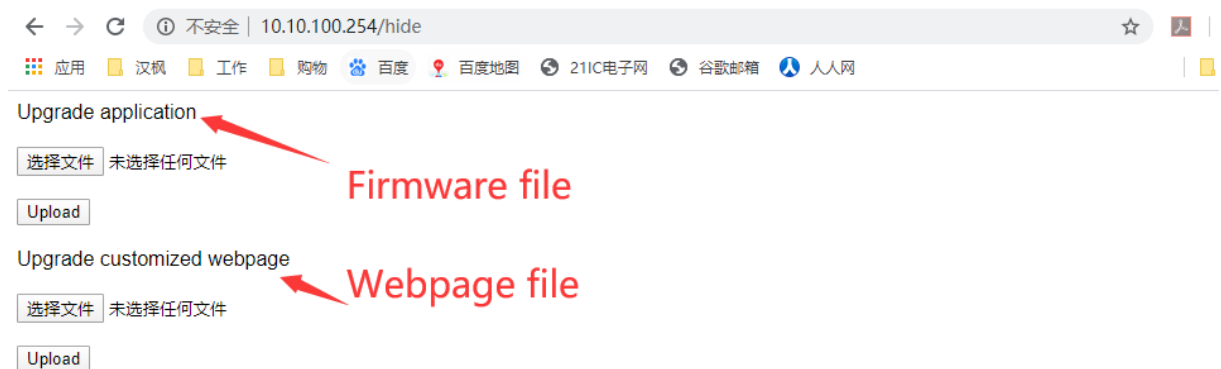 不安全 | 10.10.100.254/hide
应用 汉枫 工作 购物 百度 百度地图 21IC电子网 谷歌邮箱 人人网
Upgrade application
选择文件 未选择任何文件
Firmware file
Upload
Upgrade customized webpage
Webpage file
选择文件 未选择任何文件
Upload